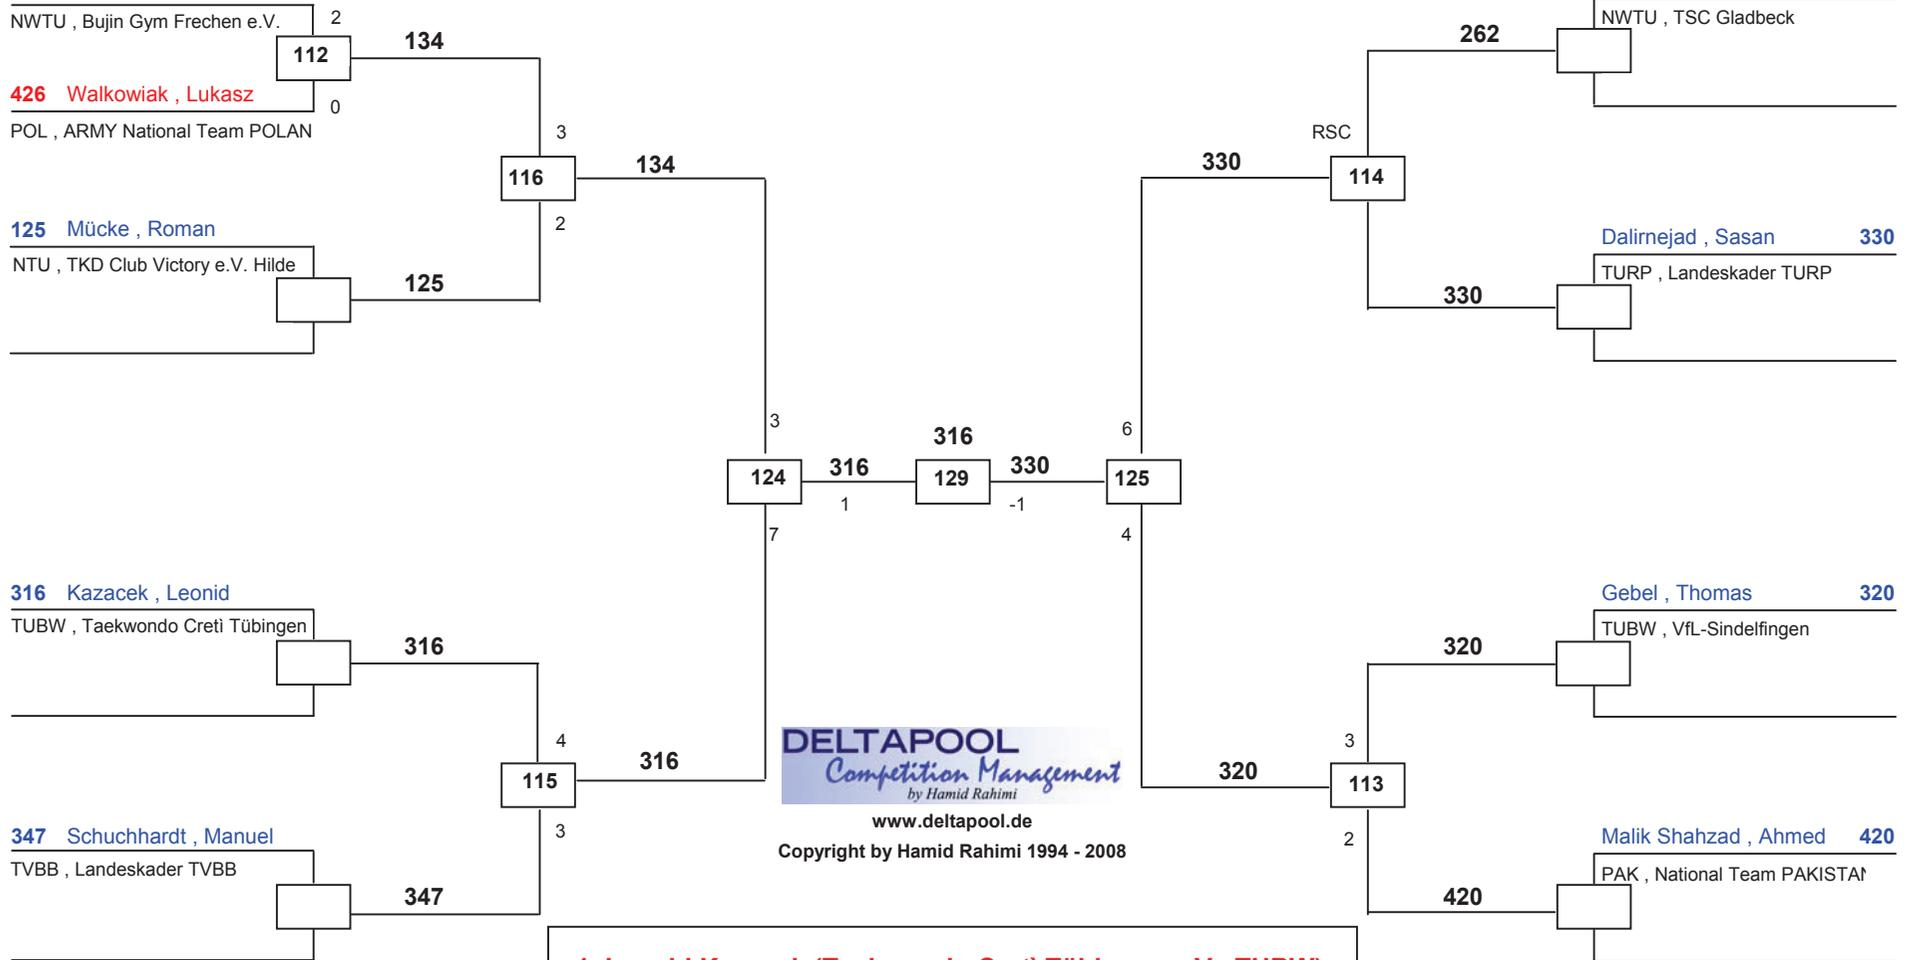 NWTU , Bujin Gym Frechen e.V.
2
112
134
426 Walkowiak , Lukasz
0
POL , ARMY National Team POLAN
3
116
134
2
125 Mücke , Roman
NTU , TKD Club Victory e.V. Hilde
125
3
124
316
1
7
316
129
330
-1
316 Kazacek , Leonid
TUBW , Taekwondo Cretì Tübingen
316
4
115
316
3
347 Schuchhardt , Manuel
TVBB , Landeskader TVBB
347
NWTU , TSC Gladbeck
262
RSC
114
330
Dalirnejad , Sasan 330
TURP , Landeskader TURP
330
6
125
4
Gebel , Thomas 320
TUBW , VfL-Sindelfingen
320
3
113
320
2
Malik Shahzad , Ahmed 420
PAK , National Team PAKISTAN
420
DELTAPOOL
Competition Management
by Hamid Rahimi
www.deltapool.de
Copyright by Hamid Rahimi 1994 - 2008